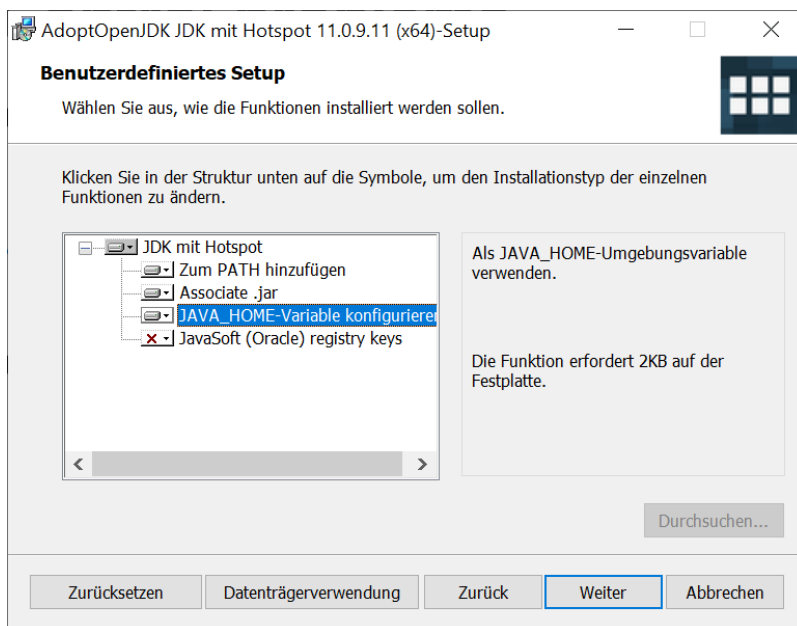 AdoptOpenJDK JDK mit Hotspot 11.0.9.11 (x64)-Setup
Benutzerdefiniertes Setup
Wählen Sie aus, wie die Funktionen installiert werden sollen.
Klicken Sie in der Struktur unten auf die Symbole, um den Installationstyp der einzelnen
Funktionen zu ändern.
JDK mit Hotspot
Zum PATH hinzufügen
Associate .jar
JAVA_HOME-Variable konfigurieren
JavaSoft (Oracle) registry keys
Als JAVA_HOME-Umgebungsvariable
verwenden.
Die Funktion erfordert 2KB auf der
Festplatte.
Durchsuchen...
Zurücksetzen
Datenträgerverwendung
Zurück
Weiter
Abbrechen